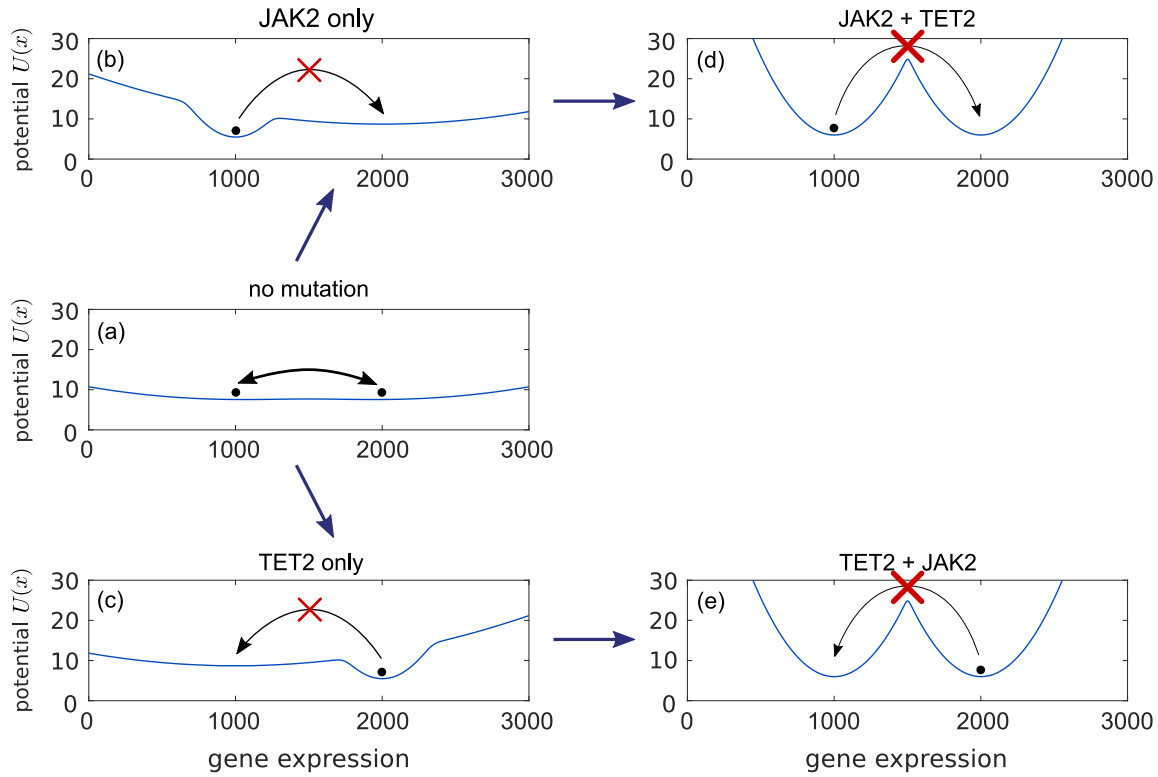 JAK2 only
JAK2 + TET2
potential U(x)
30
20
10
0
(b)
0
1000
2000
3000
30
20
10
0
(d)
0
1000
2000
3000
no mutation
potential U(x)
30
20
10
0
(a)
0
1000
2000
3000
TET2 only
TET2 + JAK2
potential U(x)
30
20
10
0
(c)
0
1000
2000
3000
gene expression
30
20
10
0
(e)
0
1000
2000
3000
gene expression